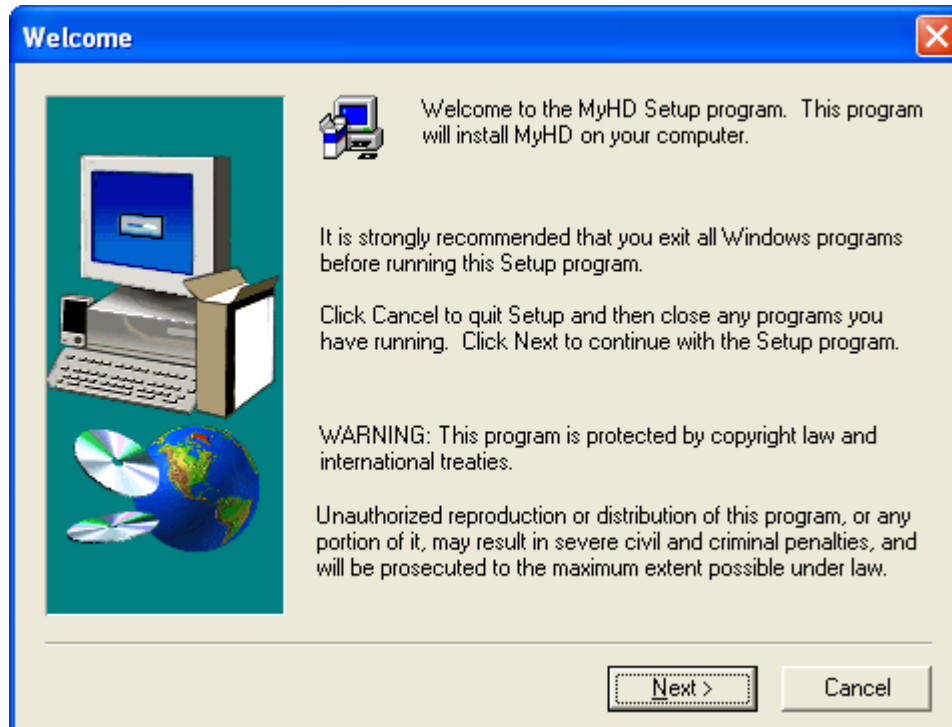 Welcome
Welcome to the MyHD Setup program. This program
will install MyHD on your computer.
It is strongly recommended that you exit all Windows programs
before running this Setup program.
Click Cancel to quit Setup and then close any programs you
have running. Click Next to continue with the Setup program.
WARNING: This program is protected by copyright law and
international treaties.
Unauthorized reproduction or distribution of this program, or any
portion of it, may result in severe civil and criminal penalties, and
will be prosecuted to the maximum extent possible under law.
Next >
Cancel